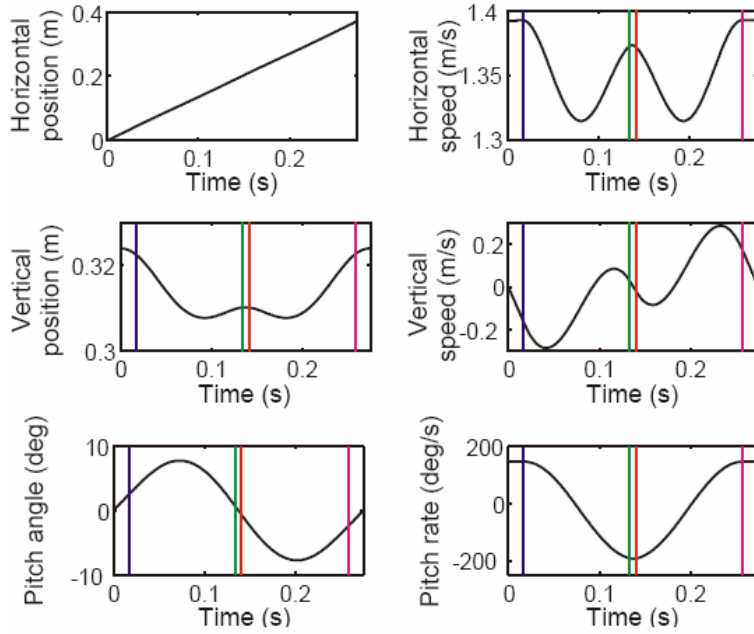 Horizontal
position (m)
0.4
0.2
0
0
0.1
0.2
Time (s)
Horizontal
speed (m/s)
1.4
1.35
1.3
0
0.1
0.2
Time (s)
Vertical
position (m)
0.32
0.3
0
0.1
0.2
Time (s)
Vertical
speed (m/s)
0.2
0
-0.2
0
0.1
0.2
Time (s)
Pitch angle (deg)
10
0
-10
0
0.1
0.2
Time (s)
Pitch rate (deg/s)
200
0
-200
0
0.1
0.2
Time (s)